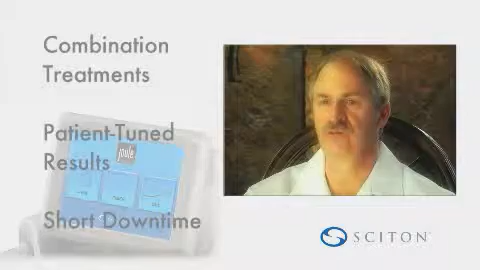 Combination
Treatments
Patient-Tuned
Results
joule
Short Downtime
SCITON